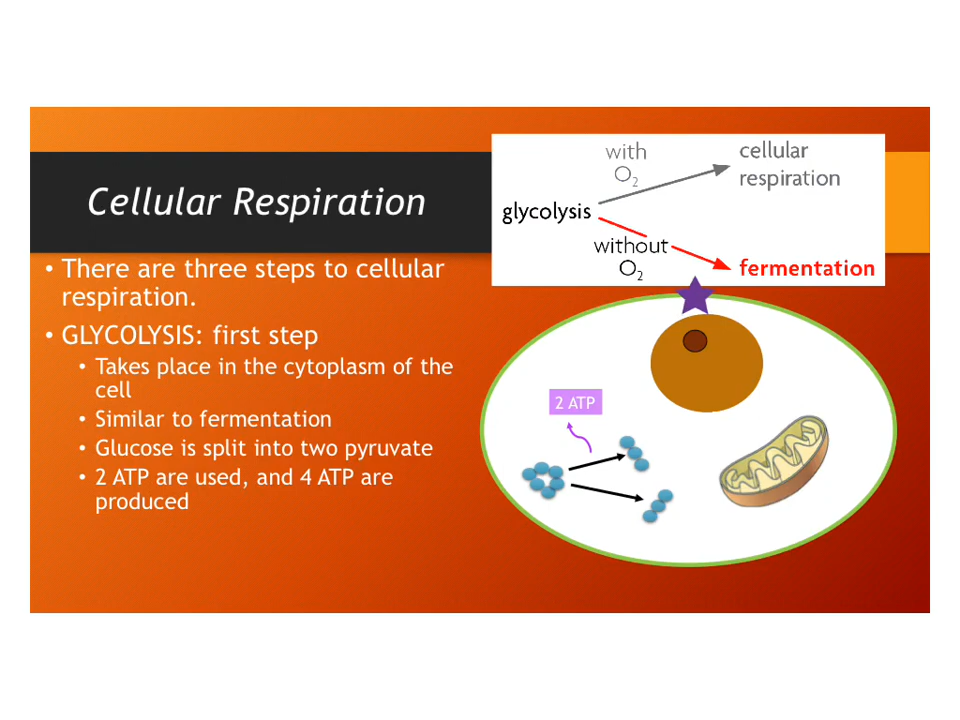 Cellular Respiration
• There are three steps to cellular
respiration.
• GLYCOLYSIS: first step
• Takes place in the cytoplasm of the
cell
• Similar to fermentation
• Glucose is split into two pyruvate
• 2 ATP are used, and 4 ATP are
produced
with
O₂
cellular
respiration
glycolysis
without
O₂
fermentation
2 ATP